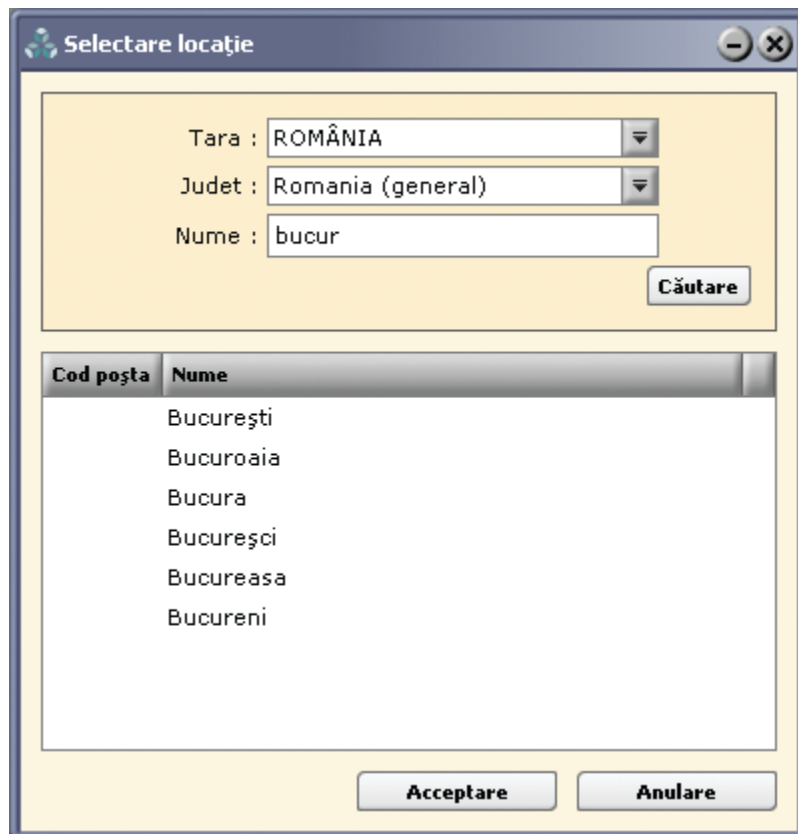 Selectare locaţie
Tara : ROMÂNIA
Judet : Romania (general)
Nume : bucur
Căutare
Cod poşta Nume
Bucureşti
Bucuroaia
Bucura
Bucureşci
Bucureasa
Bucureni
Acceptare Anulare